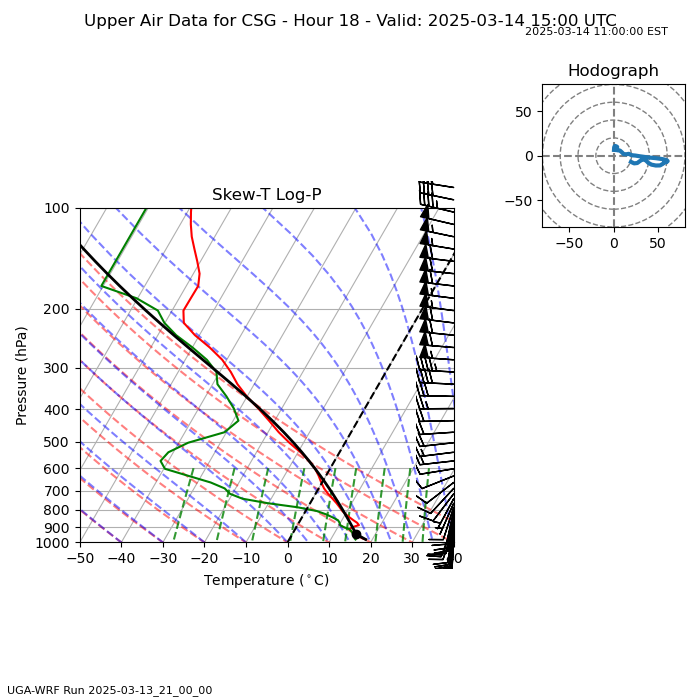 Upper Air Data for CSG - Hour 18 - Valid: 2025-03-14 15:00 UTC
2025-03-14 11:00:00 EST
Hodograph
50
0
−50
−50 0 50
Skew-T Log-P
100
200
300
400
500
600
700
800
900
1000
Pressure (hPa)
−50 −40 −30 −20 −10 0 10 20 30
Temperature (°C)
UGA-WRF Run 2025-03-13_21_00_00